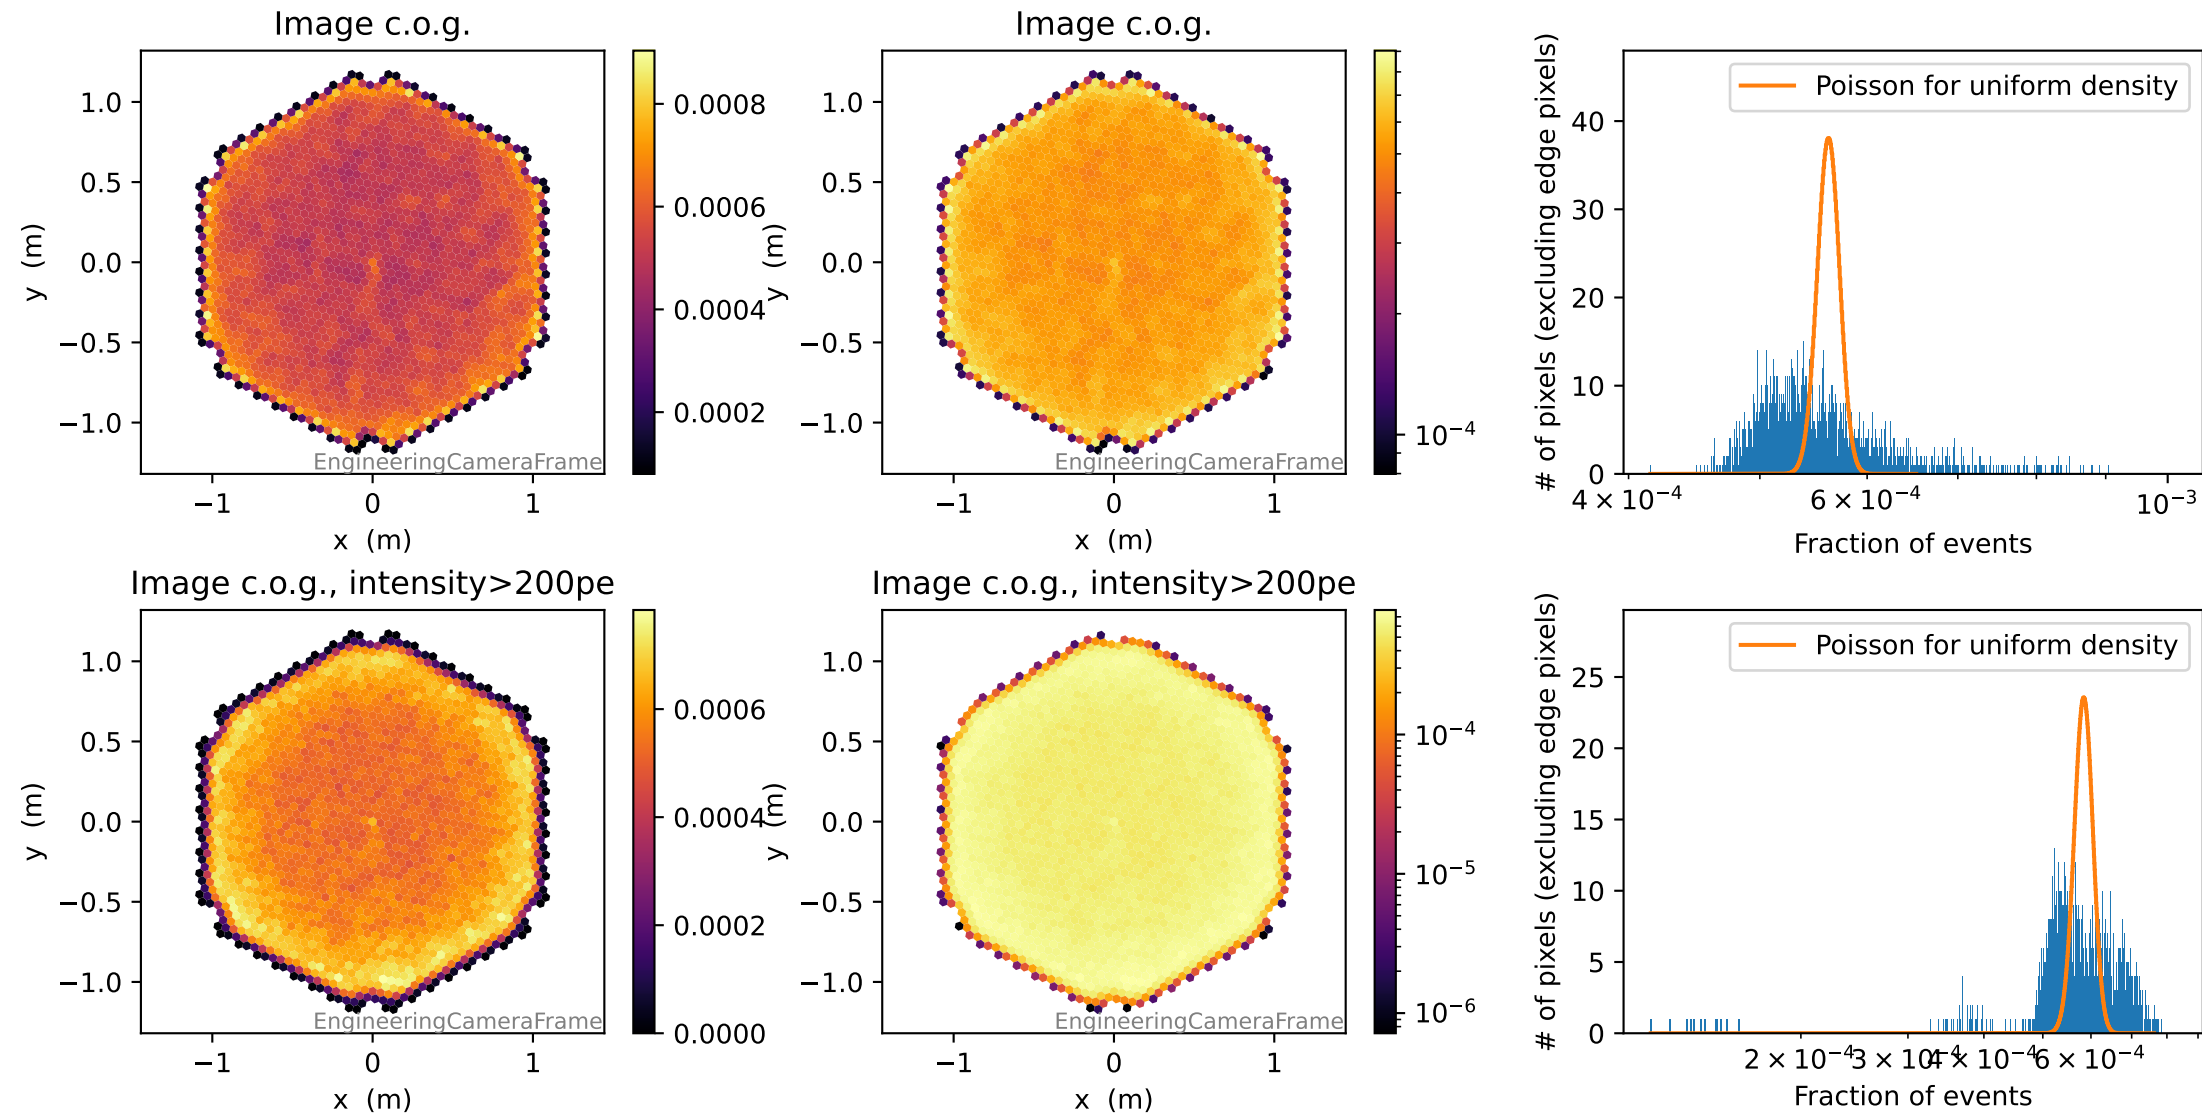 Image c.o.g.
y (m)
1.0
0.5
0.0
−0.5
−1.0
−1
0
1
x (m)
EngineeringCameraFrame
0.0008
0.0006
0.0004
0.0002
Image c.o.g.
y (m)
1.0
0.5
0.0
−0.5
−1.0
−1
0
1
x (m)
EngineeringCameraFrame
10⁻⁴
# of pixels (excluding edge pixels)
40
30
20
10
0
Poisson for uniform density
4 × 10⁻⁴
6 × 10⁻⁴
10⁻³
Fraction of events
Image c.o.g., intensity>200pe
y (m)
1.0
0.5
0.0
−0.5
−1.0
−1
0
1
x (m)
EngineeringCameraFrame
0.0006
0.0004
0.0002
0.0000
Image c.o.g., intensity>200pe
y (m)
1.0
0.5
0.0
−0.5
−1.0
−1
0
1
x (m)
EngineeringCameraFrame
10⁻⁴
10⁻⁵
10⁻⁶
# of pixels (excluding edge pixels)
25
20
15
10
5
0
Poisson for uniform density
2 × 10⁻⁴
3 × 10⁻⁴
4 × 10⁻⁴
6 × 10⁻⁴
Fraction of events